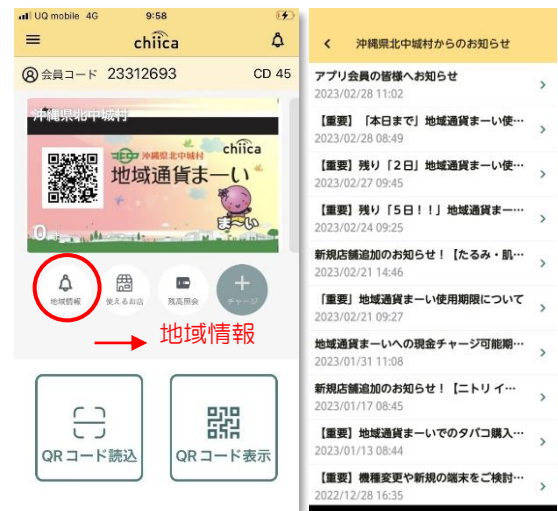 UQ mobile 4G 9:58
chiica
会員コード 23312693 CD 45
沖縄県北中城村
沖縄県北中城村 chiica
地域通貨まーい
まーい
0
地域情報 使えるお店 残高照会 チャージ
地域情報
QRコード読込 QRコード表示
沖縄県北中城村からのお知らせ
アプリ会員の皆様へお知らせ
2023/02/28 11:02
【重要】「本日まで」地域通貨まーい使…
2023/02/28 08:49
【重要】残り「2日」地域通貨まーい使…
2023/02/27 09:45
【重要】残り「5日！！」地域通貨まー…
2023/02/24 09:25
新規店舗追加のお知らせ！【たるみ・肌…
2023/02/21 14:46
「重要」地域通貨まーい使用期限について
2023/02/21 09:27
地域通貨まーいへの現金チャージ可能期…
2023/01/31 11:08
新規店舗追加のお知らせ！【ニトリ イ…
2023/01/17 08:45
【重要】地域通貨まーいでのタバコ購入…
2023/01/13 08:44
【重要】機種変更や新規の端末をご検討…
2022/12/28 16:35